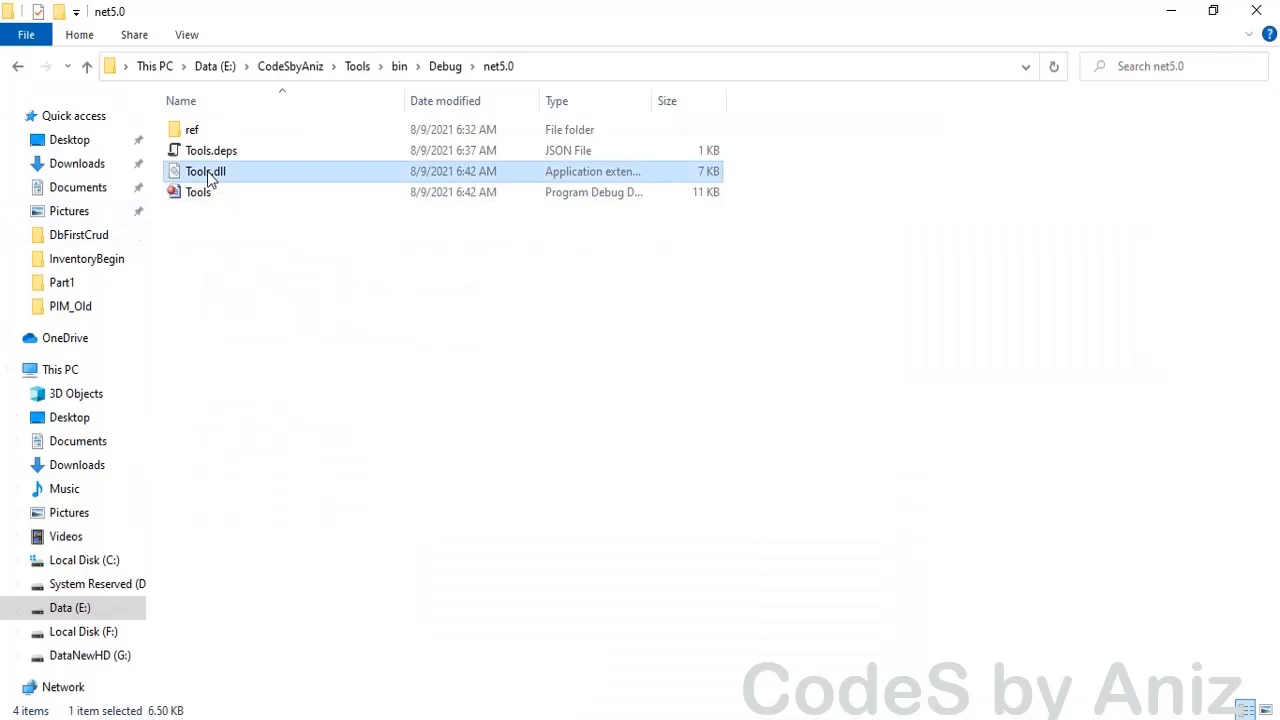 net5.0
File Home Share View
This PC Data (E:) CodeSbyAniz Tools bin Debug net5.0 Search net5.0
Name Date modified Type Size
Quick access
Desktop
Downloads
Documents
Pictures
DbFirstCrud
InventoryBegin
Part1
PIM_Old
OneDrive
This PC
3D Objects
Desktop
Documents
Downloads
Music
Pictures
Videos
Local Disk (C:)
System Reserved (D
Data (E:)
Local Disk (F:)
DataNewHD (G:)
Network
ref 8/9/2021 6:32 AM File folder
Tools.deps 8/9/2021 6:37 AM JSON File 1 KB
Tools.dll 8/9/2021 6:42 AM Application exten... 7 KB
Tools 8/9/2021 6:42 AM Program Debug D... 11 KB
4 items 1 item selected 6.50 KB
CodeS by Aniz